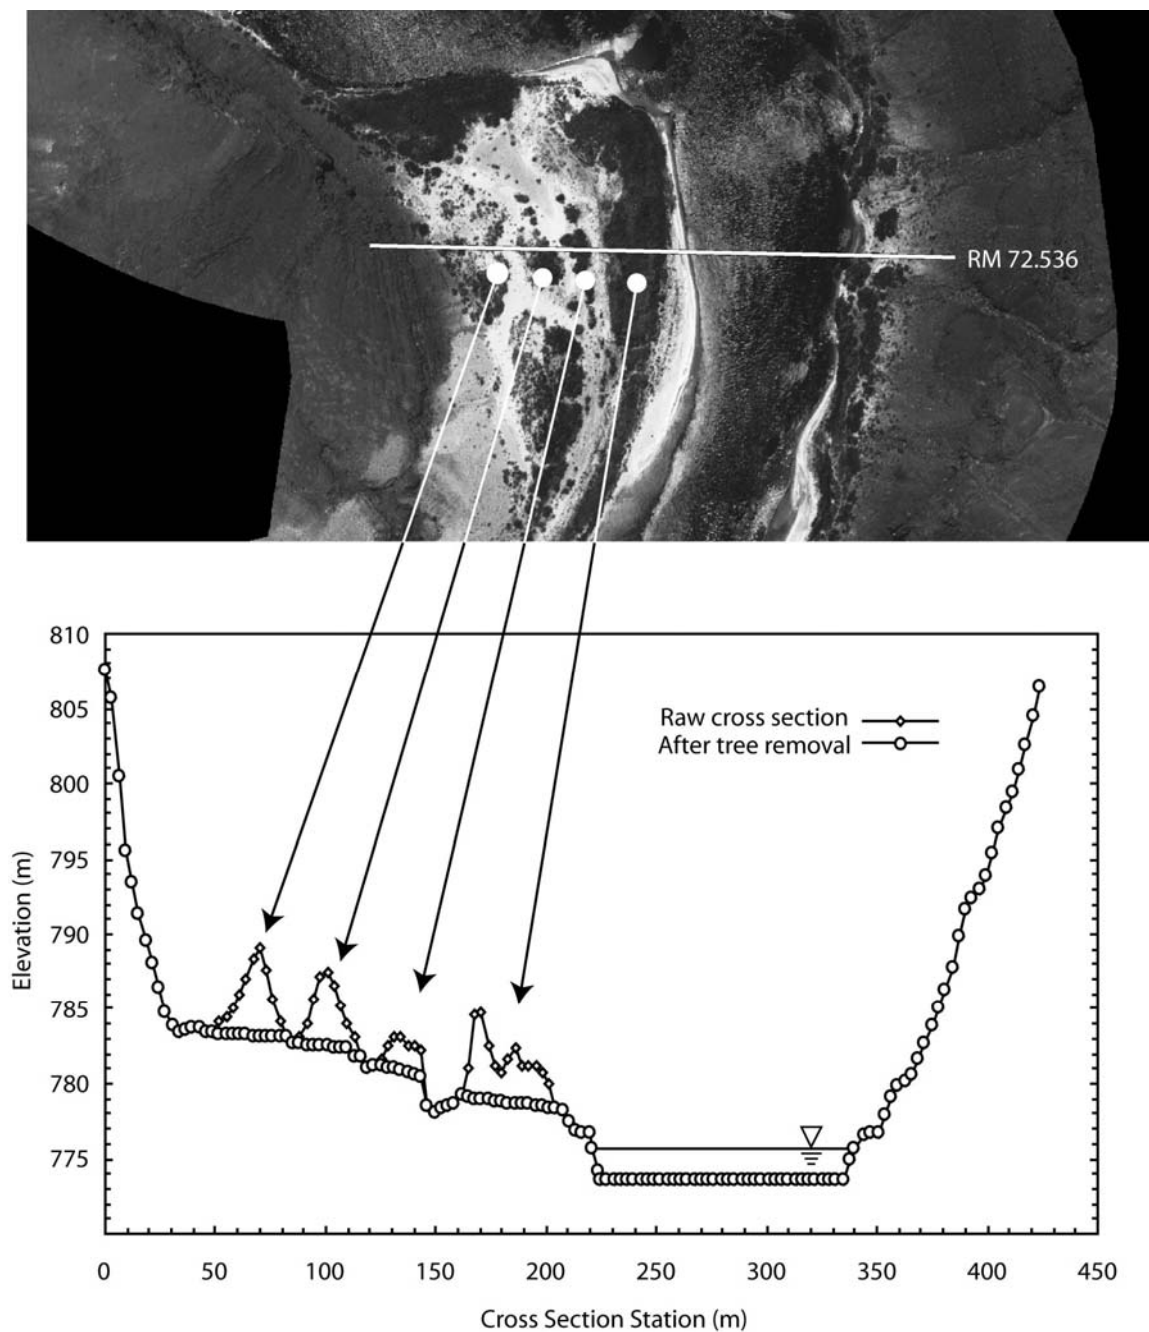 RM 72.536
810
805
800
795
790
785
780
775
Elevation (m)
Raw cross section
After tree removal
0 50 100 150 200 250 300 350 400 450
Cross Section Station (m)